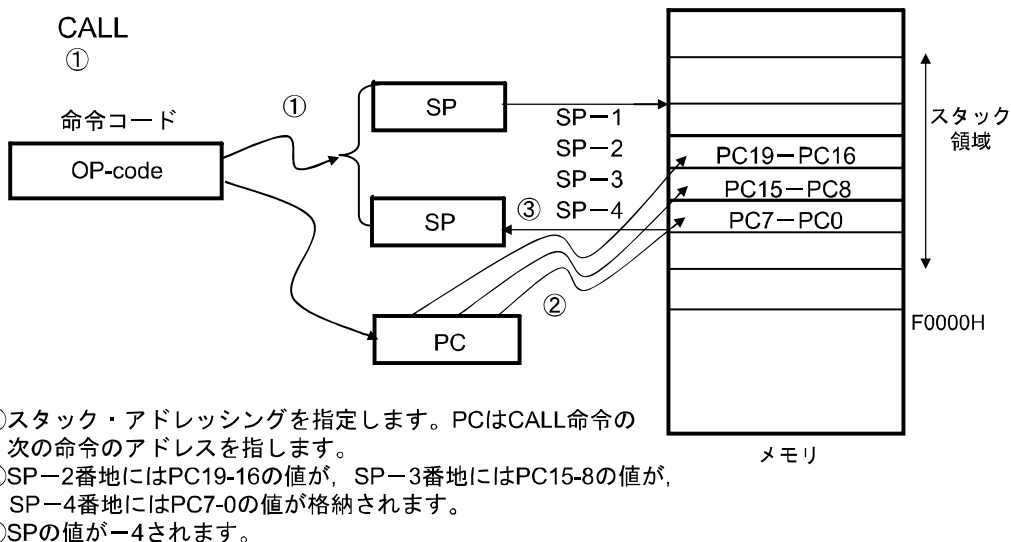 CALL
①
命令コード
OP-code
①
SP
SP
PC
SP－1
SP－2
SP－3
SP－4
③
②
PC19－PC16
PC15－PC8
PC7－PC0
スタック
領域
F0000H
メモリ
スタック・アドレッシングを指定します。PCはCALL命令の
次の命令のアドレスを指します。
SP－2番地にはPC19-16の値が，SP－3番地にはPC15-8の値が，
SP－4番地にはPC7-0の値が格納されます。
SPの値が－4されます。